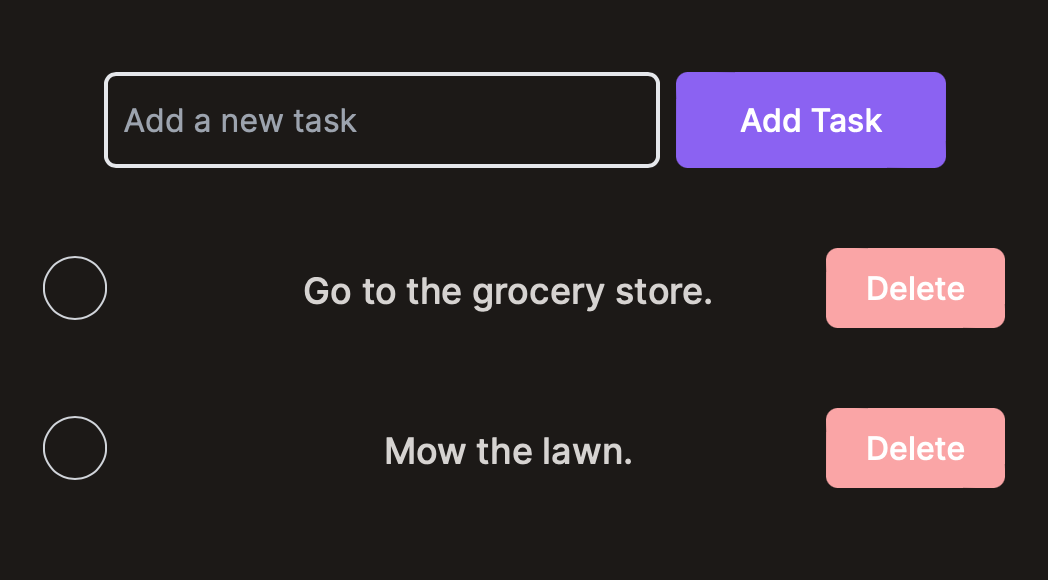 Add a new task
Add Task
Go to the grocery store.
Delete
Mow the lawn.
Delete